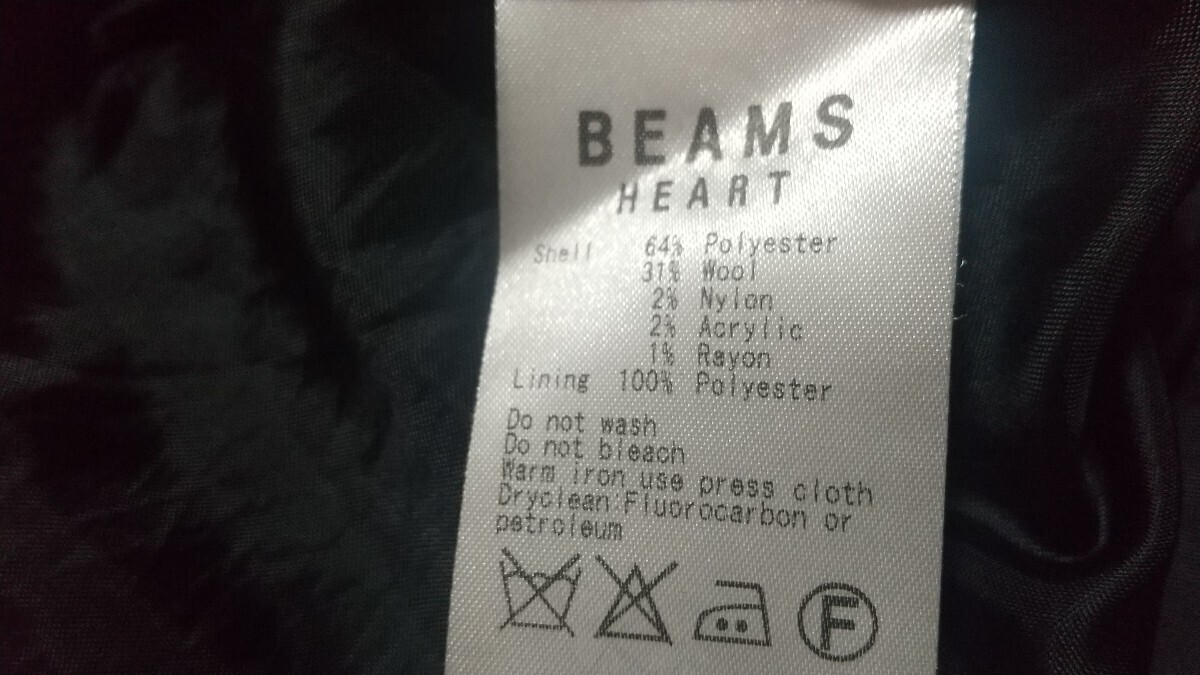 BEAMS
HEART
Shell 64% Polyester
31% Wool
2% Nylon
2% Acrylic
1% Rayon
Lining 100% Polyester
Do not wash
Do not bleach
Warm iron use press cloth
Dryclean:Fluorocarbon or
petroleum
F